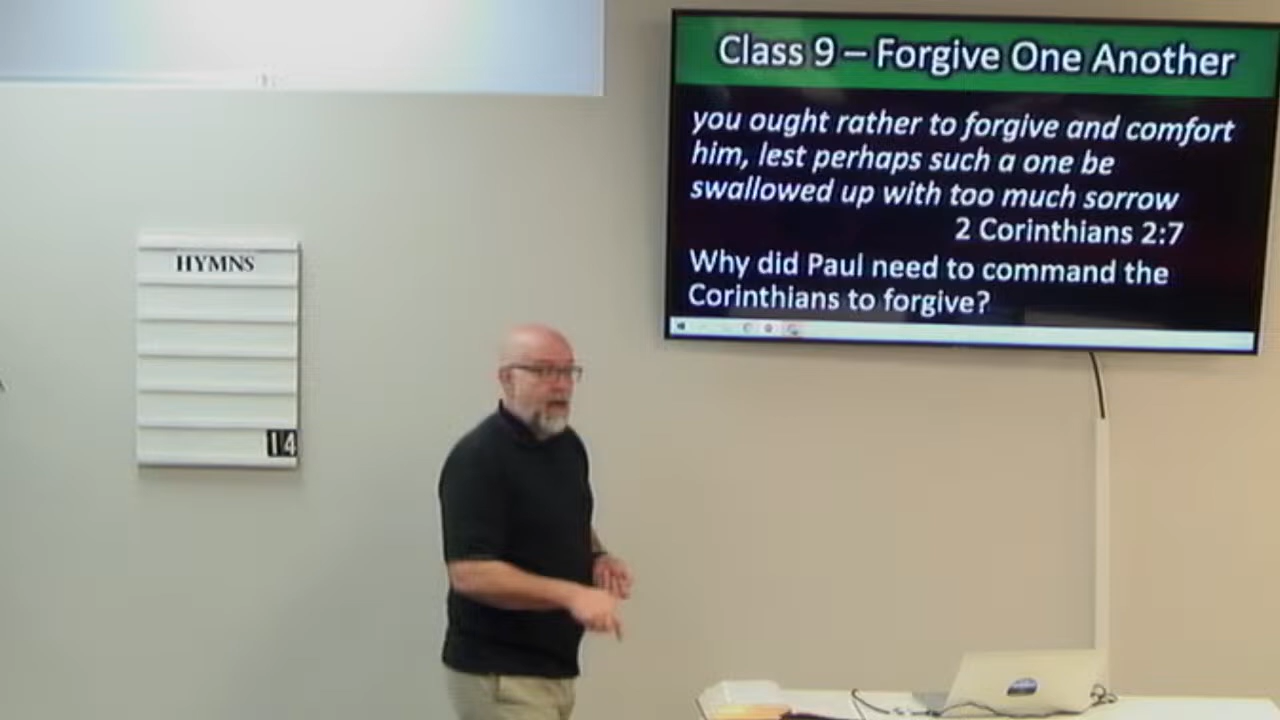 Class 9 – Forgive One Another
you ought rather to forgive and comfort
him, lest perhaps such a one be
swallowed up with too much sorrow
2 Corinthians 2:7
Why did Paul need to command the
Corinthians to forgive?
HYMNS
14